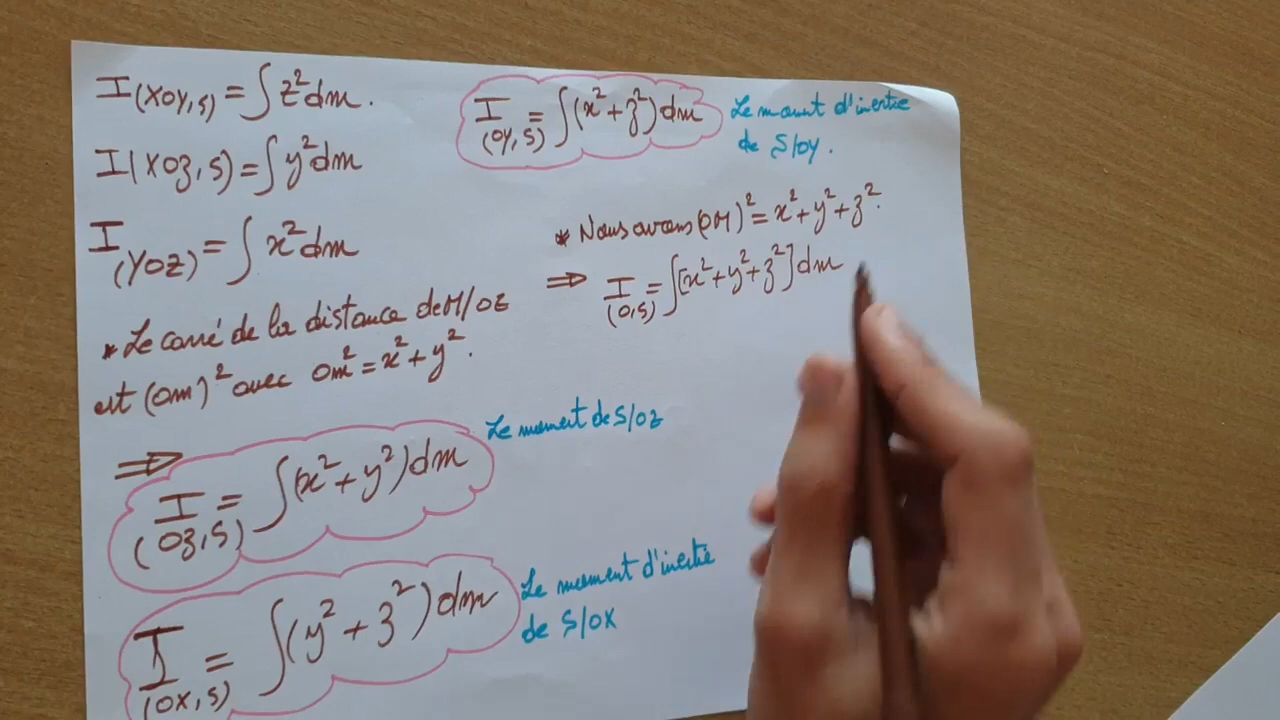 I(XOY,S) = ∫z²dm.
I(XOz,S) = ∫y²dm
I(YOZ) = ∫x²dm
* Le carré de la distance de M/OZ
est (Om)² avec Om² = x² + y².
⇒ I(Oz,S) = ∫(x² + y²)dm
Le moment de S/oz
I(OX,S) = ∫(y² + z²)dm
Le moment d'inertie
de S/OX
I(OY,S) = ∫(x² + z²)dm
Le moment d'inertie
de S/oy.
* Nous avons (OM)² = x² + y² + z².
⇒ I(O,S) = ∫[x² + y² + z²]dm